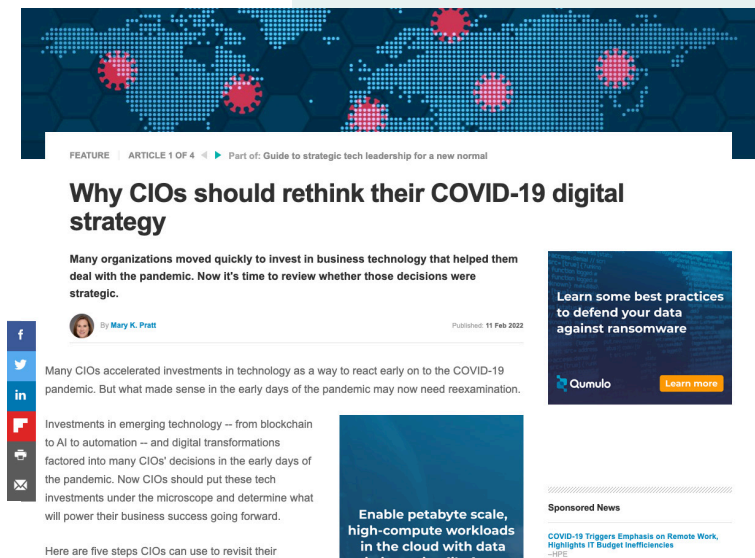 FEATURE ARTICLE 1 OF 4 Part of: Guide to strategic tech leadership for a new normal
Why CIOs should rethink their COVID-19 digital
strategy
Many organizations moved quickly to invest in business technology that helped them
deal with the pandemic. Now it's time to review whether those decisions were
strategic.
By Mary K. Pratt
Published: 11 Feb 2022
Many CIOs accelerated investments in technology as a way to react early on to the COVID-19
pandemic. But what made sense in the early days of the pandemic may now need reexamination.
Investments in emerging technology -- from blockchain
to AI to automation -- and digital transformations
factored into many CIOs' decisions in the early days of
the pandemic. Now CIOs should put these tech
investments under the microscope and determine what
will power their business success going forward.
Here are five steps CIOs can use to revisit their
Enable petabyte scale,
high-compute workloads
in the cloud with data
Learn some best practices
to defend your data
against ransomware
Qumulo
Learn more
Sponsored News
COVID-19 Triggers Emphasis on Remote Work,
Highlights IT Budget Inefficiencies
–HPE